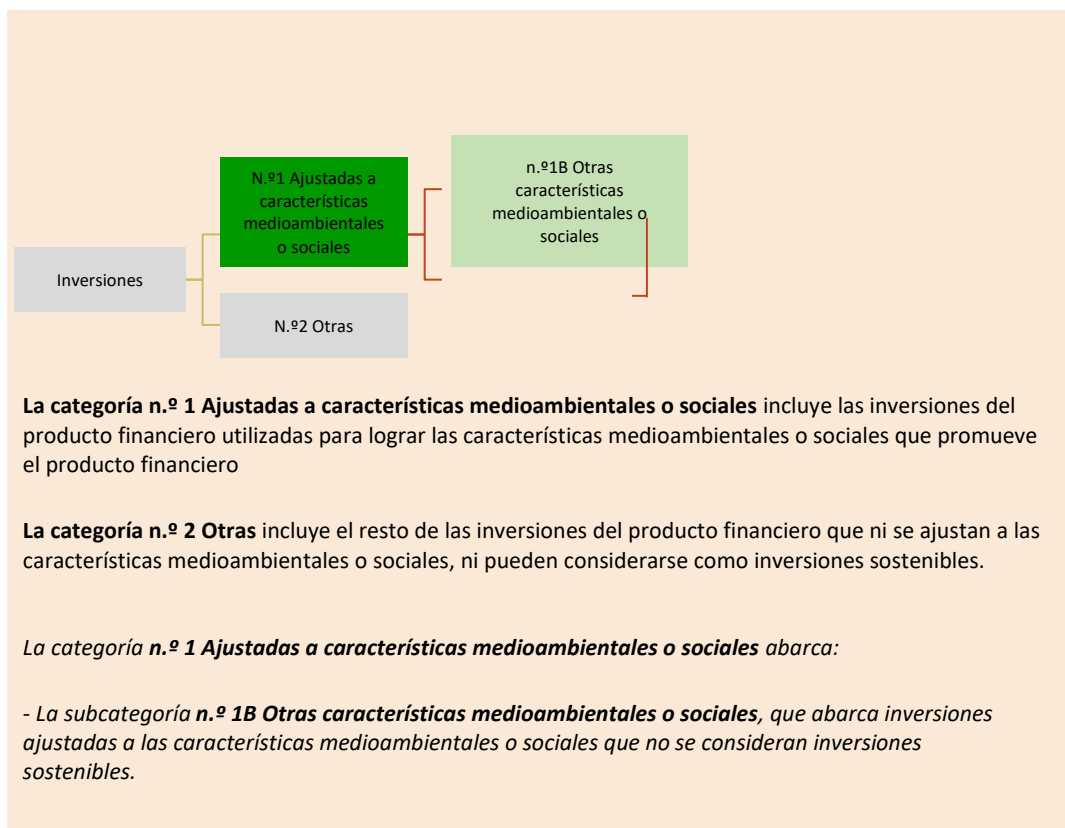 n.º1B Otras
características
medioambientales o
sociales
N.º1 Ajustadas a
características
medioambientales
o sociales
Inversiones
N.º2 Otras
La categoría n.º 1 Ajustadas a características medioambientales o sociales incluye las inversiones del
producto financiero utilizadas para lograr las características medioambientales o sociales que promueve
el producto financiero
La categoría n.º 2 Otras incluye el resto de las inversiones del producto financiero que ni se ajustan a las
características medioambientales o sociales, ni pueden considerarse como inversiones sostenibles.
La categoría n.º 1 Ajustadas a características medioambientales o sociales abarca:
- La subcategoría n.º 1B Otras características medioambientales o sociales, que abarca inversiones
ajustadas a las características medioambientales o sociales que no se consideran inversiones
sostenibles.